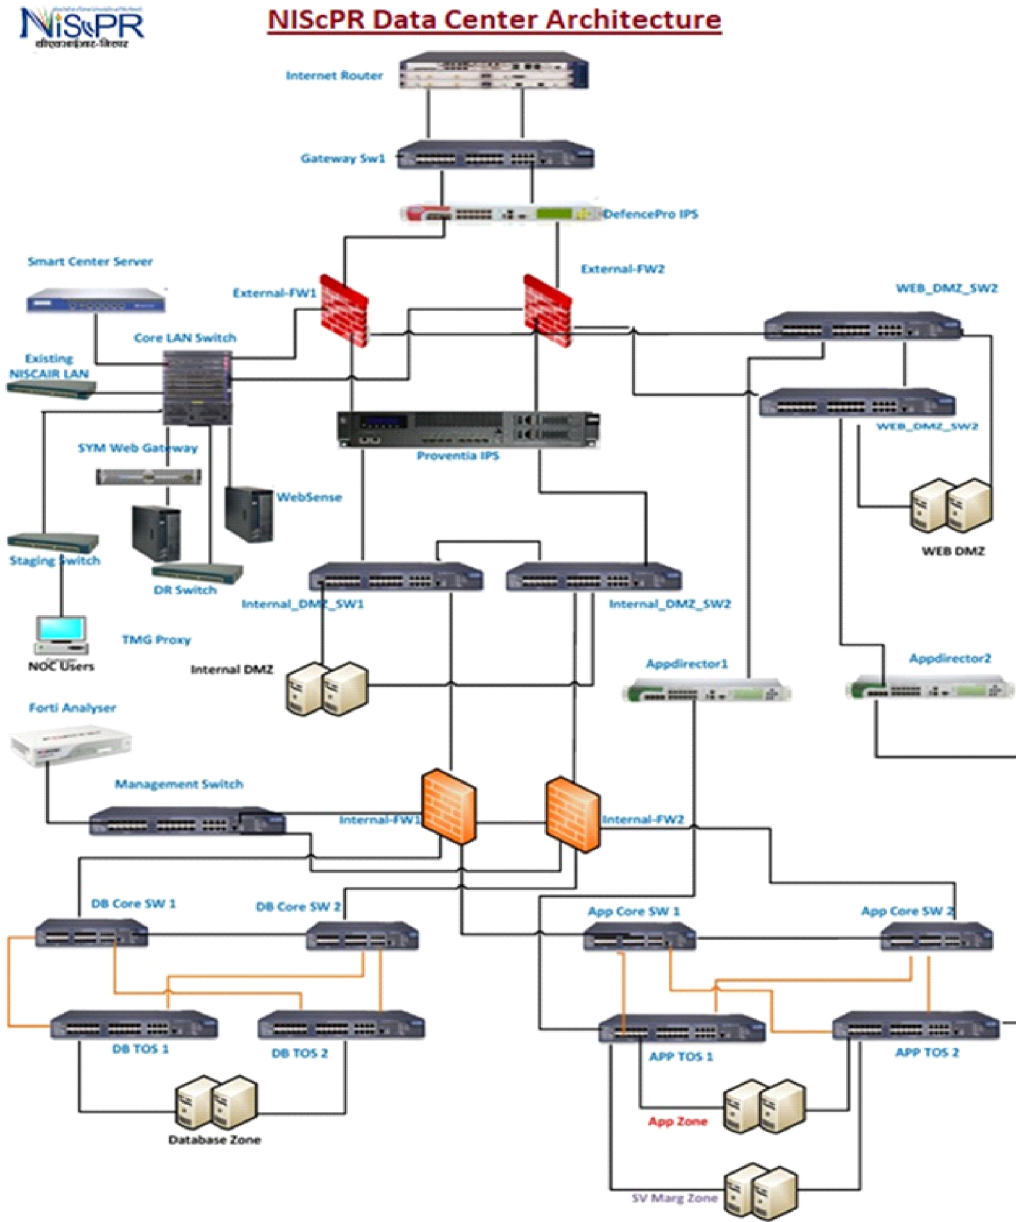 NIScPR
सीएसआईआर-निस्पर
NIScPR Data Center Architecture
Internet Router
Gateway Sw1
DefencePro IPS
Smart Center Server
External-FW1
External-FW2
WEB_DMZ_SW2
Core LAN Switch
Existing
NISCAIR LAN
WEB_DMZ_SW2
SYM Web Gateway
Proventia IPS
WebSense
WEB DMZ
Staging Switch
DR Switch
Internal_DMZ_SW1
Internal_DMZ_SW2
TMG Proxy
Computer
NOC Users
Internal DMZ
Appdirector1
Appdirector2
Forti Analyser
Management Switch
Internal-FW1
Internal-FW2
DB Core SW 1
DB Core SW 2
App Core SW 1
App Core SW 2
DB TOS 1
DB TOS 2
APP TOS 1
APP TOS 2
Database Zone
App Zone
SV Marg Zone